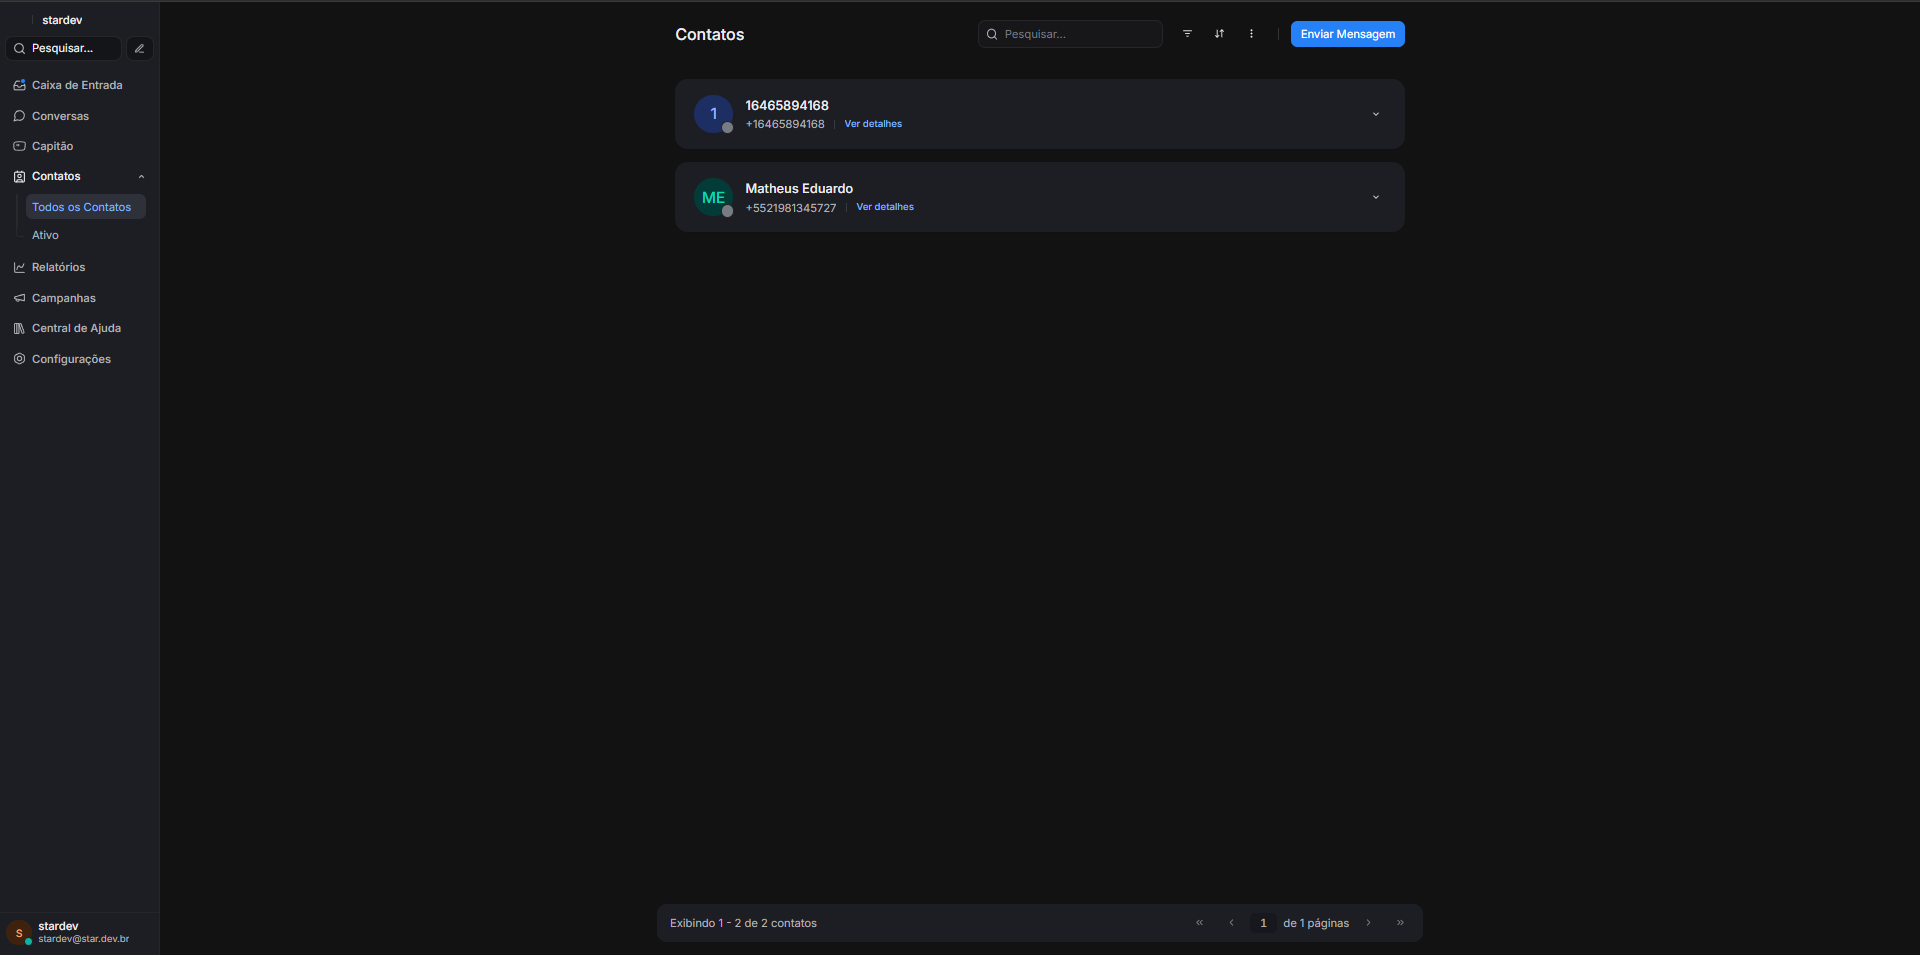 stardev
Pesquisar...
Caixa de Entrada
Conversas
Capitão
Contatos
Todos os Contatos
Ativo
Relatórios
Campanhas
Central de Ajuda
Configurações
s
stardev
stardev@star.dev.br
Contatos
Pesquisar...
Enviar Mensagem
1
16465894168
+16465894168 | Ver detalhes
ME
Matheus Eduardo
+5521981345727 | Ver detalhes
Exibindo 1 - 2 de 2 contatos
« ‹ 1 de 1 páginas › »